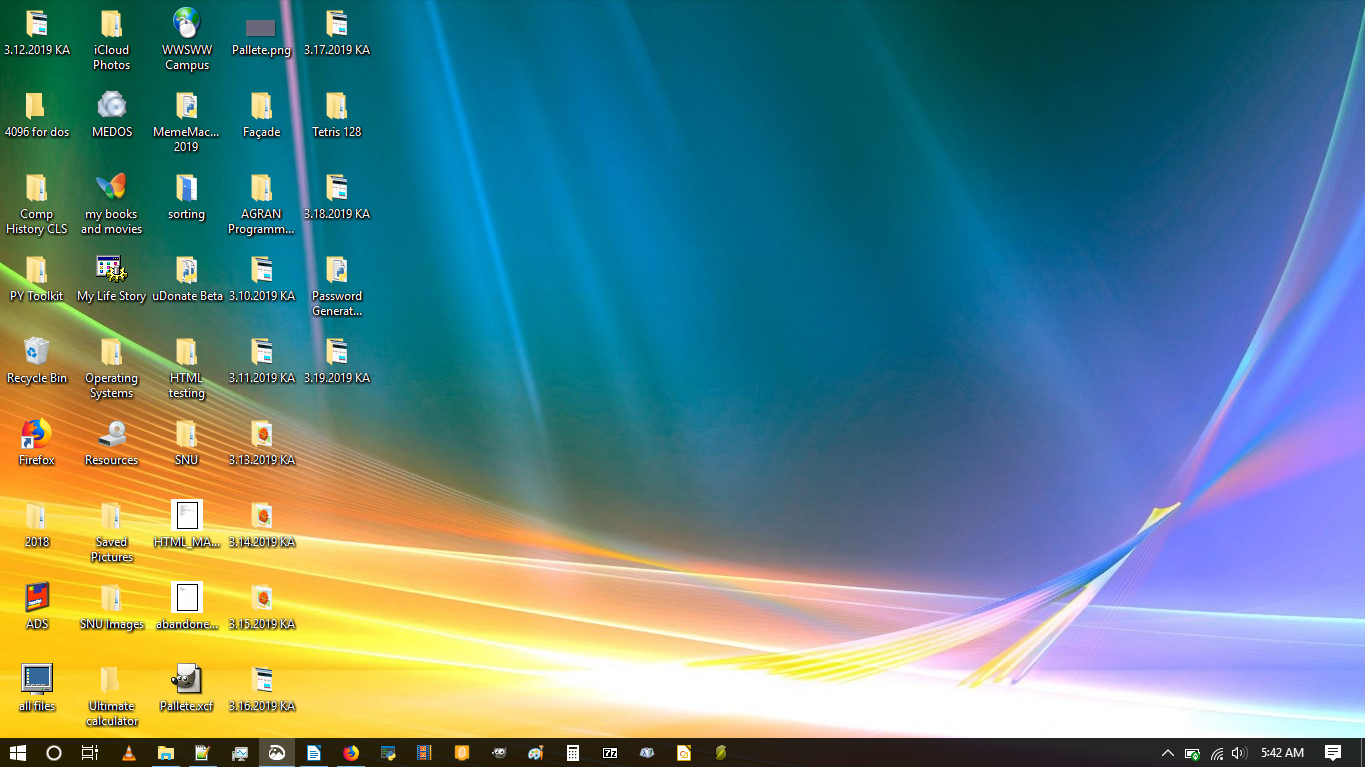 3.12.2019 KA
iCloud
Photos
WWSWW
Campus
Pallete.png
3.17.2019 KA
4096 for dos
MEDOS
MemeMac...
2019
Façade
Tetris 128
Comp
History CLS
my books
and movies
sorting
AGRAN
Programm...
3.18.2019 KA
PY Toolkit
My Life Story
uDonate Beta
3.10.2019 KA
Password
Generat...
Recycle Bin
Operating
Systems
HTML
testing
3.11.2019 KA
3.19.2019 KA
Firefox
Resources
SNU
3.13.2019 KA
2018
Saved
Pictures
HTML_MA...
3.14.2019 KA
ADS
SNU Images
abandone...
3.15.2019 KA
all files
Ultimate
calculator
Pallete.xcf
3.16.2019 KA
7z
5:42 AM